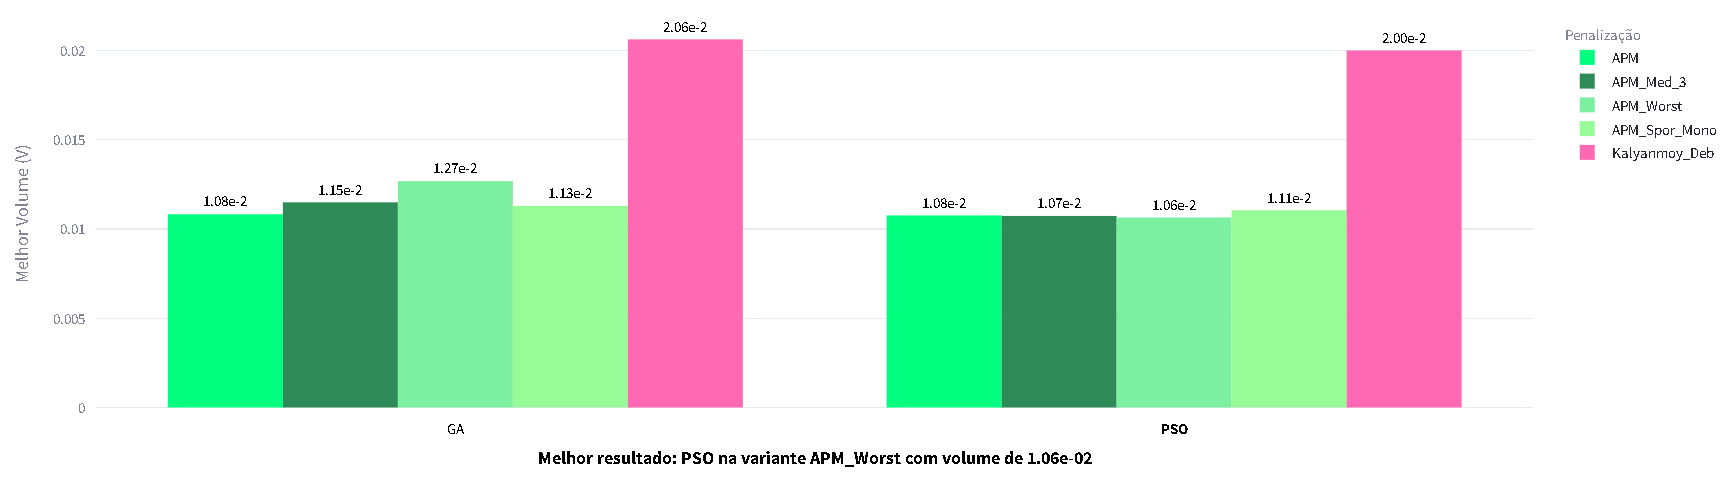 Melhor Volume (V)
0.02
0.015
0.01
0.005
0
1.08e-2
1.15e-2
1.27e-2
1.13e-2
2.06e-2
1.08e-2
1.07e-2
1.06e-2
1.11e-2
2.00e-2
GA
PSO
Melhor resultado: PSO na variante APM_Worst com volume de 1.06e-02
Penalização
APM
APM_Med_3
APM_Worst
APM_Spor_Mono
Kalyanmoy_Deb